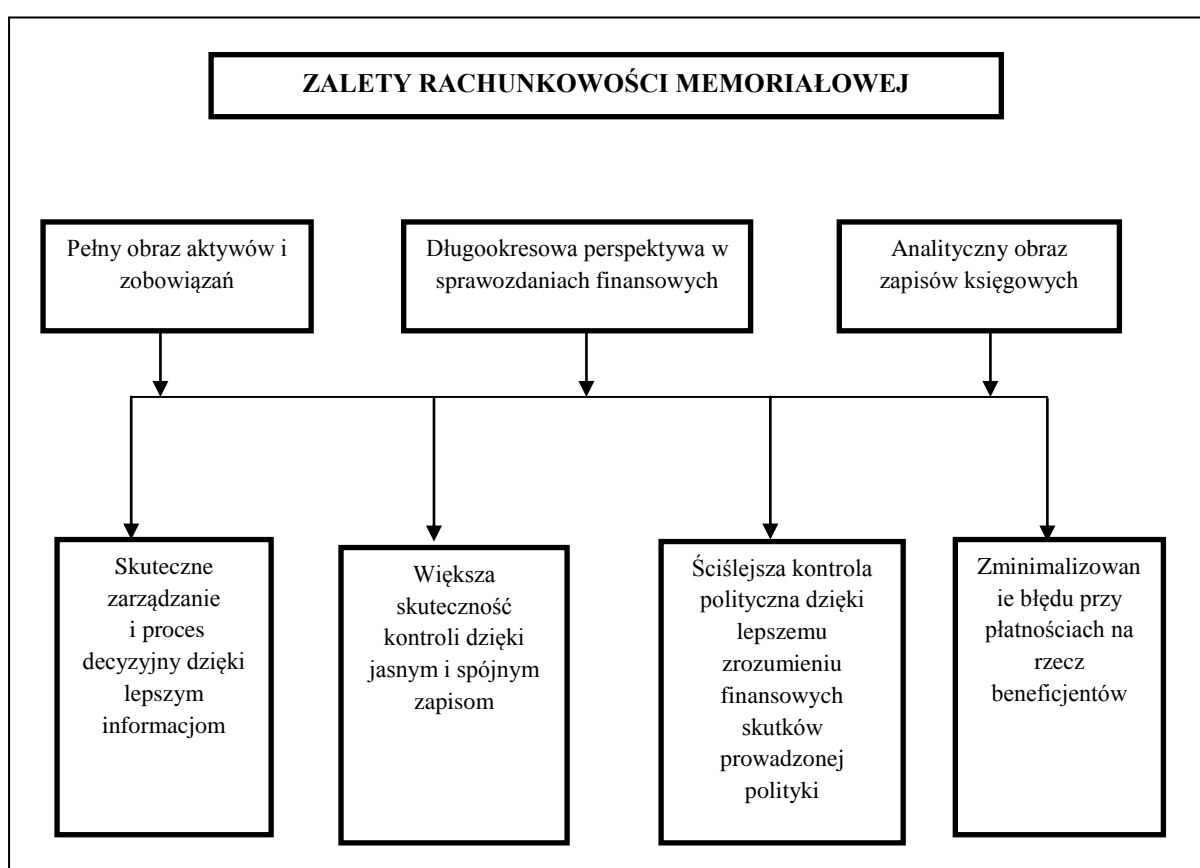 ZALETY RACHUNKOWOŚCI MEMORIAŁOWEJ
Pełny obraz aktywów i
zobowiązań
Długookresowa perspektywa w
sprawozdaniach finansowych
Analityczny obraz
zapisów księgowych
Skuteczne
zarządzanie
i proces
decyzyjny dzięki
lepszym
informacjom
Większa
skuteczność
kontroli dzięki
jasnym i spójnym
zapisom
Ściślejsza kontrola
polityczna dzięki
lepszemu
zrozumieniu
finansowych
skutków
prowadzonej
polityki
Zminimalizowan
ie błędu przy
płatnościach na
rzecz
beneficjentów